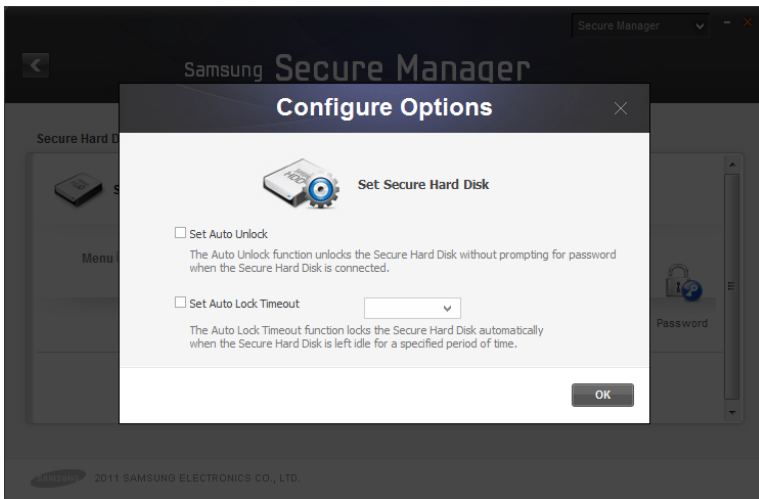 Secure Manager
Samsung Secure Manager
Configure Options
Secure Hard D
HDD
Set Secure Hard Disk
Set Auto Unlock
The Auto Unlock function unlocks the Secure Hard Disk without prompting for password
when the Secure Hard Disk is connected.
Menu
Set Auto Lock Timeout
Password
The Auto Lock Timeout function locks the Secure Hard Disk automatically
when the Secure Hard Disk is left idle for a specified period of time.
OK
SAMSUNG 2011 SAMSUNG ELECTRONICS CO., LTD.